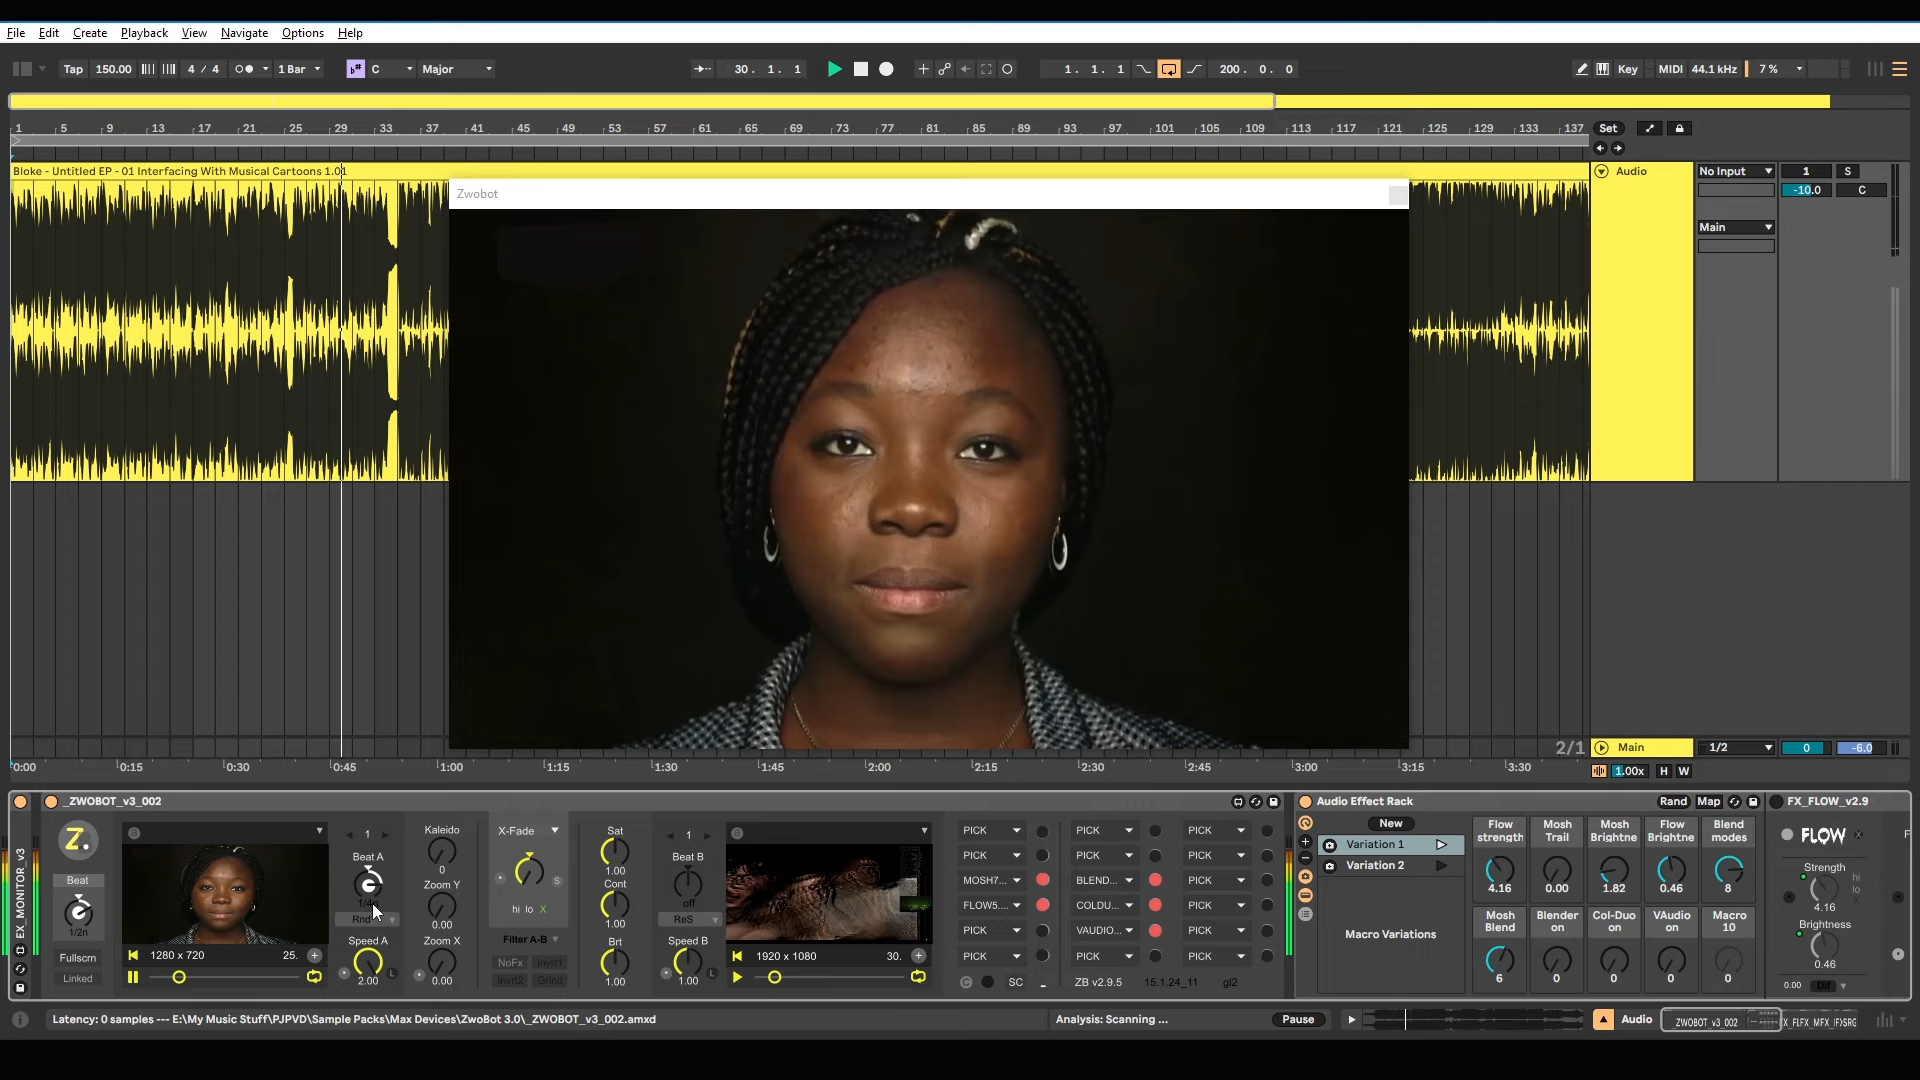 File Edit Create Playback View Navigate Options Help
Tap 150.00 4 / 4 1 Bar C Major 30. 1. 1 1. 1. 1 200. 0. 0 Key MIDI 44.1 kHz 7 %
1 5 9 13 17 21 25 29 33 37 41 45 49 53 57 61 65 69 73 77 81 85 89 93 97 101 105 109 113 117 121 125 129 133 137 Set
Bloke - Untitled EP - 01 Interfacing With Musical Cartoons 1.01
Audio No Input 1 S
-10.0 C
Zwobot
Main
2/1 Main 1/2 0 -6.0
0:00 0:15 0:30 0:45 1:00 1:15 1:30 1:45 2:00 2:15 2:30 2:45 3:00 3:15 3:30 1.00x H W
EX_MONITOR_v3
_ZWOBOT_v3_002
Z.
Beat
1/2n
Fullscrn
Linked
1280 x 720 25.
1
Beat A
1/4n
Rnd
Speed A
2.00 L
Kaleido
0
Zoom Y
0.00
Zoom X
0.00
X-Fade
S
hi lo X
Filter A-B
NoFx Invrt1
Invrt2 Grind
Sat
1.00
Cont
1.00
Brt
1.00
1
Beat B
off
ReS
Speed B
1.00 L
1920 x 1080 30.
PICK PICK PICK
PICK PICK PICK
MOSH7... BLEND... PICK
FLOW5.... COLDU... PICK
PICK VAUDIO... PICK
PICK PICK PICK
C SC - ZB v2.9.5 15.1.24_11 gl2
Audio Effect Rack Rand Map
New
Variation 1
Variation 2
Macro Variations
Flow strength
4.16
Mosh Trail
0.00
Mosh Brightne
1.82
Flow Brightne
0.46
Blend modes
8
Mosh Blend
6
Blender on
0
Col-Duo on
0
VAudio on
0
Macro 10
0
FX_FLOW_v2.9
FLOW X F
Strength
hi
lo
X
4.16
Brightness
0.46
0.00 Dif
Latency: 0 samples --- E:\My Music Stuff\PJPVD\Sample Packs\Max Devices\ZwoBot 3.0\_ZWOBOT_v3_002.amxd
Analysis: Scanning ... Pause Audio _ZWOBOT_v3_002